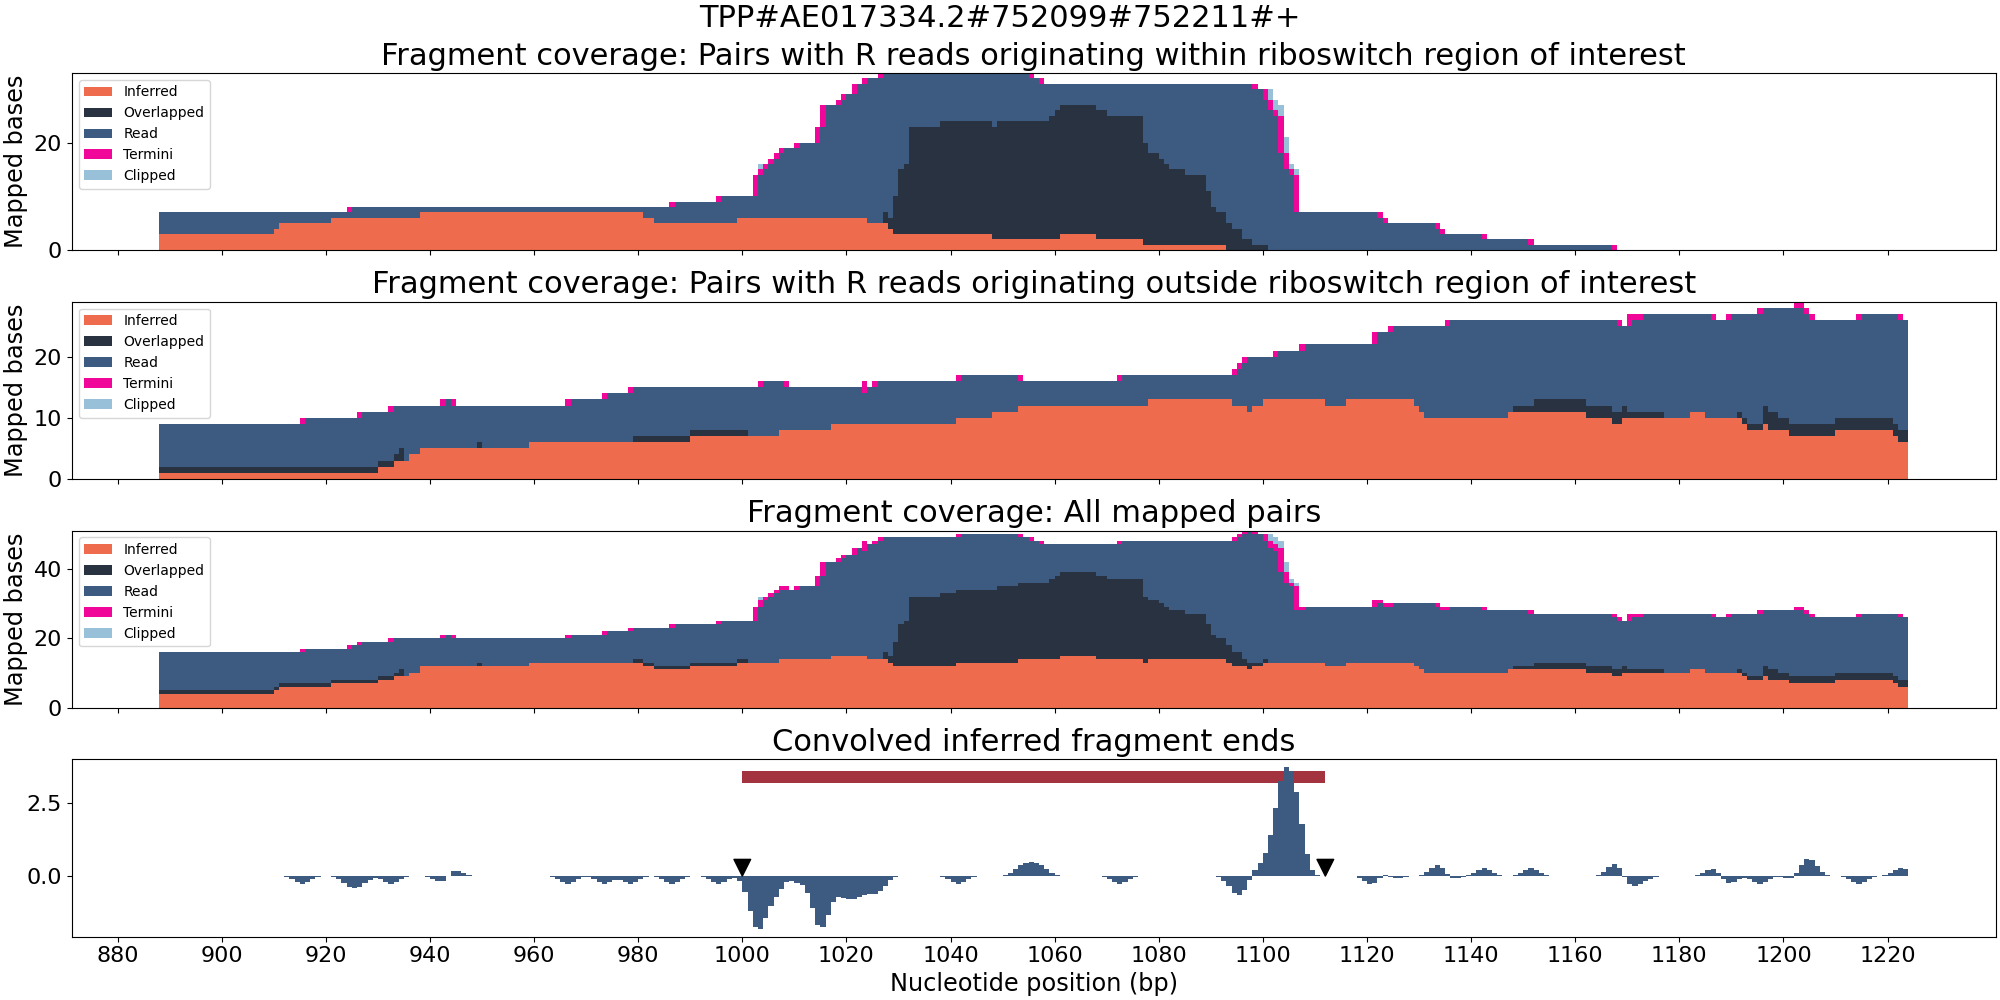 TPP#AE017334.2#752099#752211#+
Fragment coverage: Pairs with R reads originating within riboswitch region of interest
Mapped bases
20
0
Inferred
Overlapped
Read
Termini
Clipped
Fragment coverage: Pairs with R reads originating outside riboswitch region of interest
Mapped bases
20
10
0
Inferred
Overlapped
Read
Termini
Clipped
Fragment coverage: All mapped pairs
Mapped bases
40
20
0
Inferred
Overlapped
Read
Termini
Clipped
Convolved inferred fragment ends
2.5
0.0
880 900 920 940 960 980 1000 1020 1040 1060 1080 1100 1120 1140 1160 1180 1200 1220
Nucleotide position (bp)